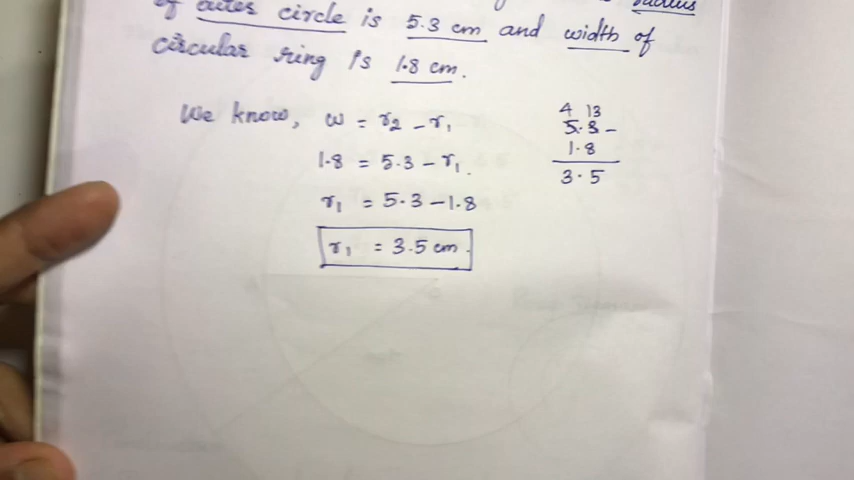 of outer circle is 5.3 cm and width of
circular ring is 1.8 cm.
We know, w = r₂ - r₁
1.8 = 5.3 - r₁.
r₁ = 5.3 - 1.8
r₁ = 3.5 cm.
4 13
5.3 -
1.8
3.5